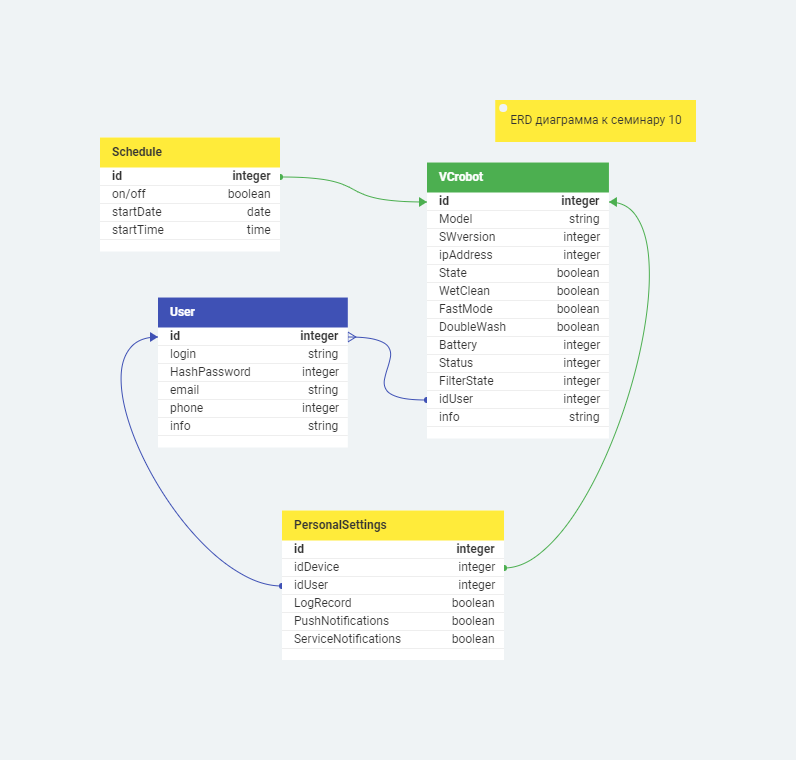 ERD диаграмма к семинару 10
Schedule
id integer
on/off boolean
startDate date
startTime time
VCrobot
id integer
Model string
SWversion integer
ipAddress integer
State boolean
WetClean boolean
FastMode boolean
DoubleWash boolean
Battery integer
Status integer
FilterState integer
idUser integer
info string
User
id integer
login string
HashPassword integer
email string
phone integer
info string
PersonalSettings
id integer
idDevice integer
idUser integer
LogRecord boolean
PushNotifications boolean
ServiceNotifications boolean